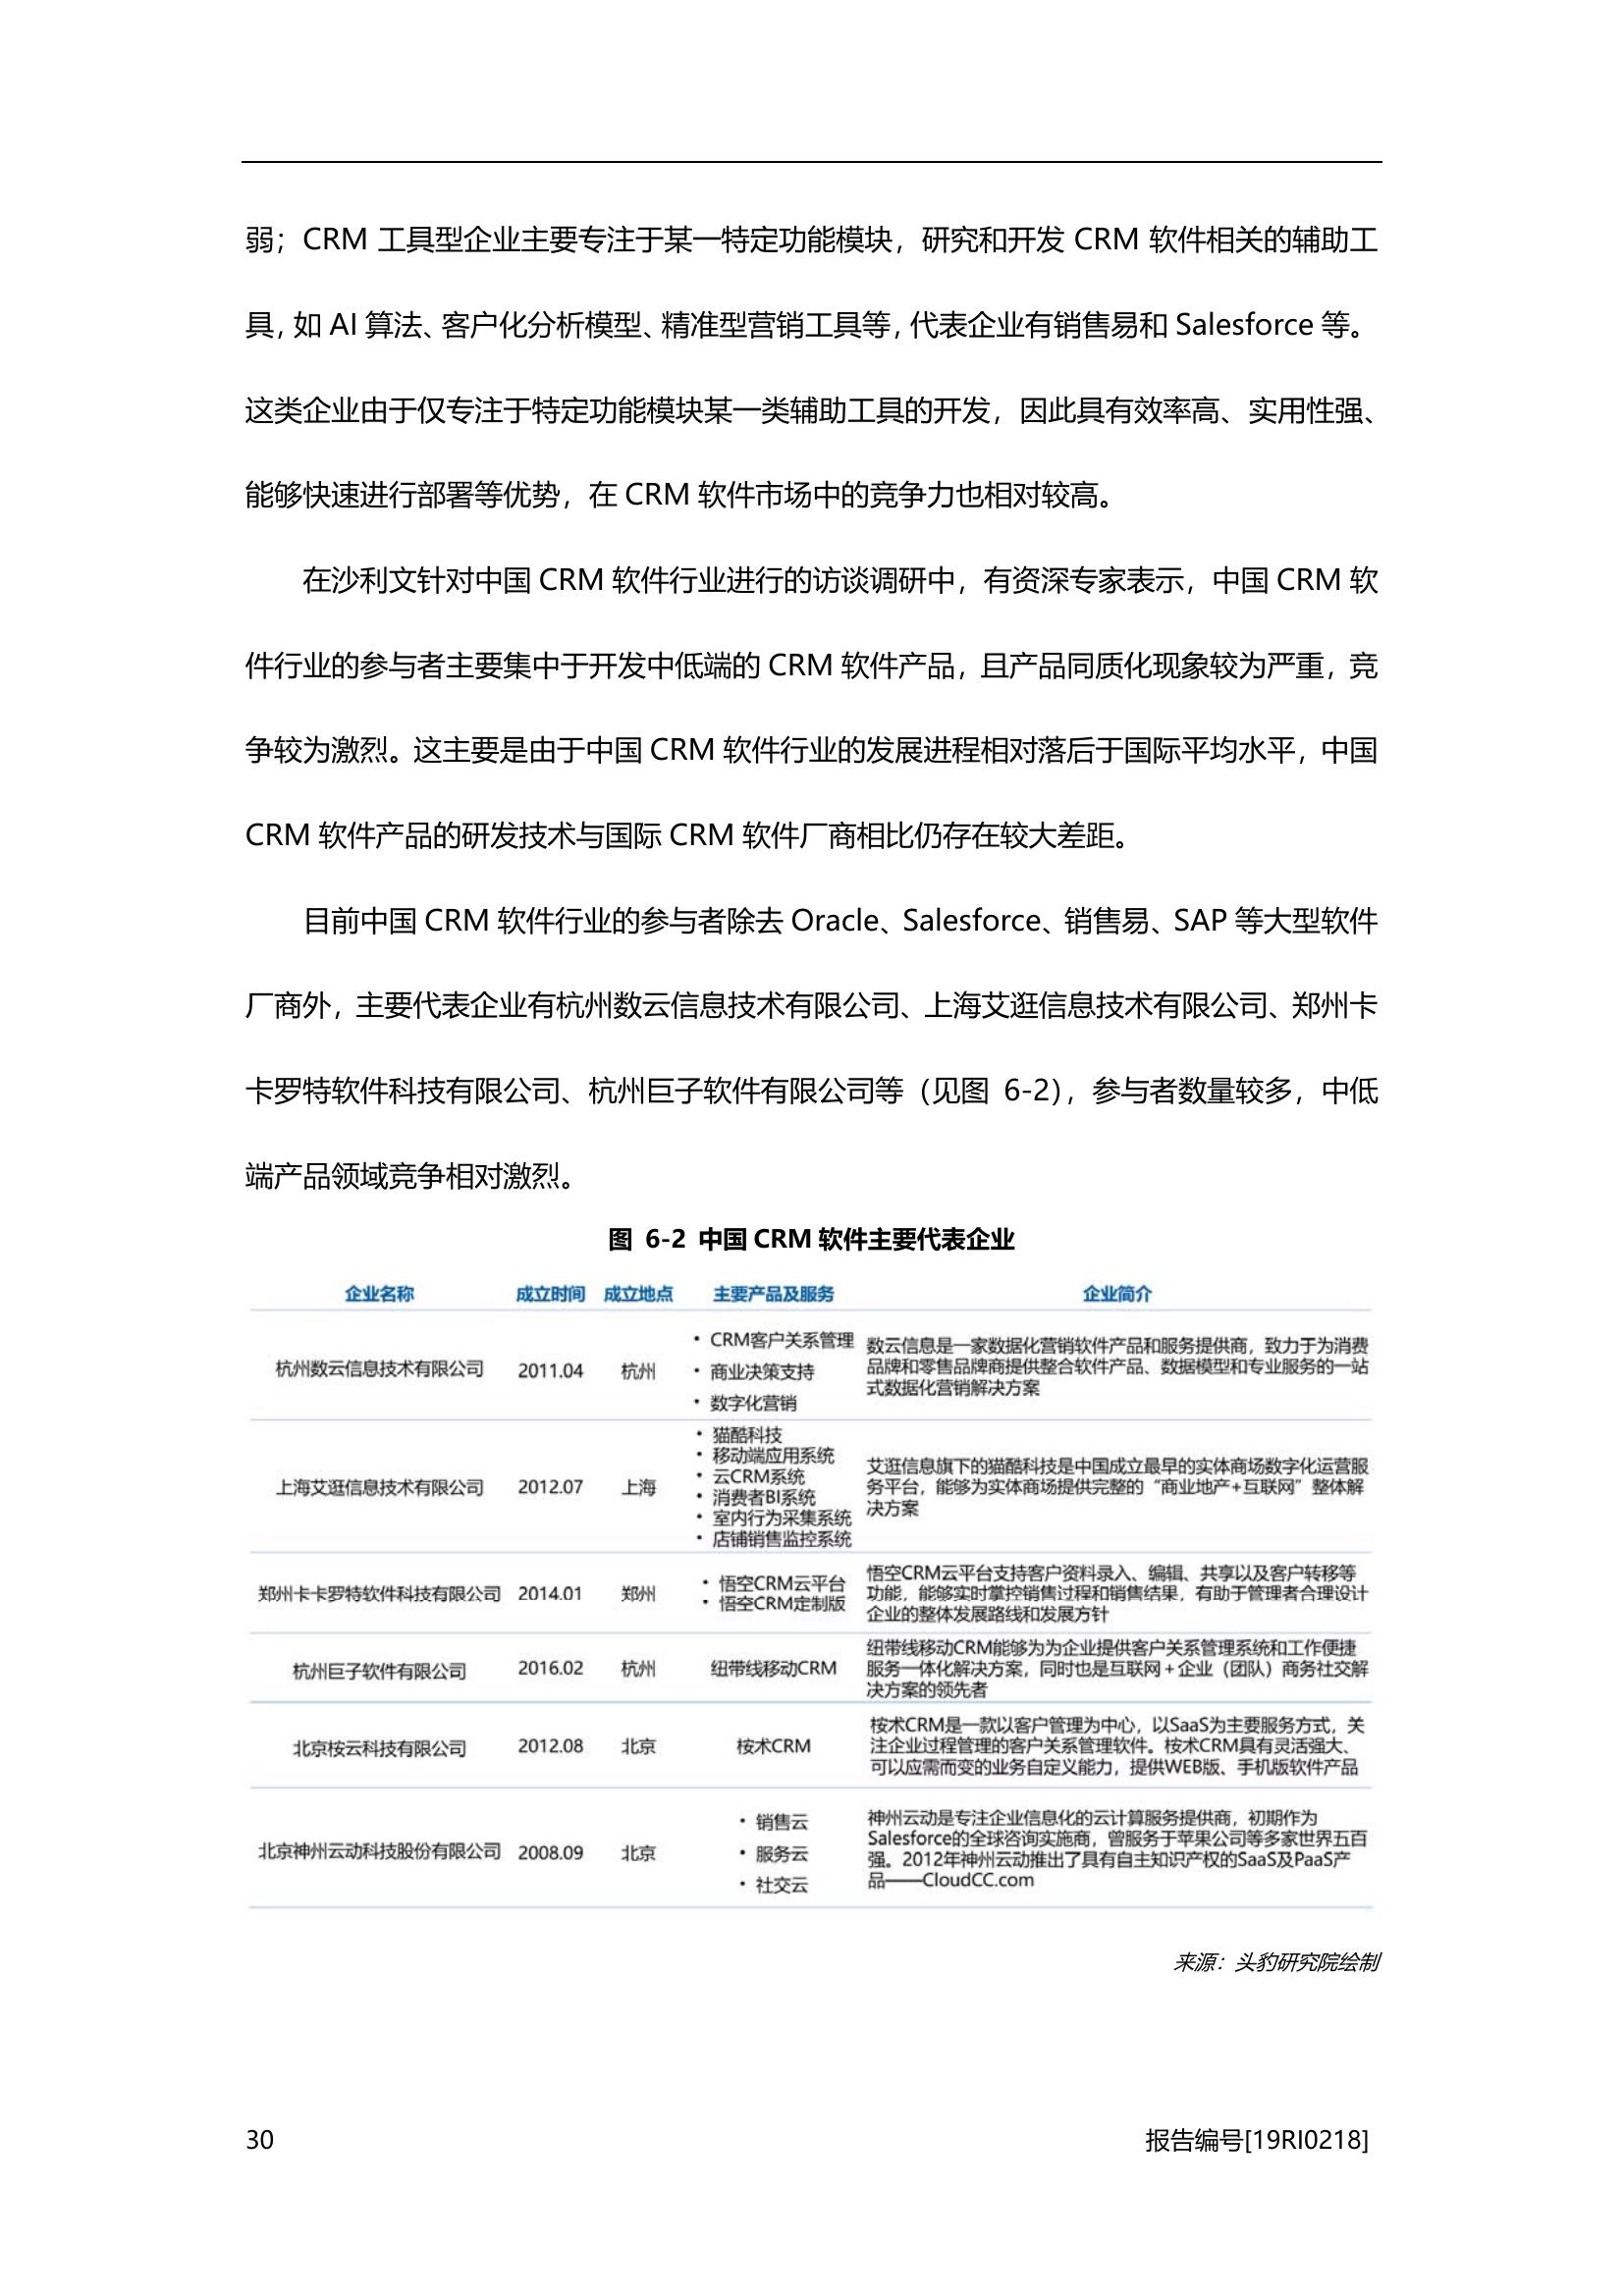 弱；CRM 工具型企业主要专注于某一特定功能模块，研究和开发 CRM 软件相关的辅助工
具，如 AI 算法、客户化分析模型、精准型营销工具等，代表企业有销售易和 Salesforce 等。
这类企业由于仅专注于特定功能模块某一类辅助工具的开发，因此具有效率高、实用性强、
能够快速进行部署等优势，在 CRM 软件市场中的竞争力也相对较高。
在沙利文针对中国 CRM 软件行业进行的访谈调研中，有资深专家表示，中国 CRM 软
件行业的参与者主要集中于开发中低端的 CRM 软件产品，且产品同质化现象较为严重，竞
争较为激烈。这主要是由于中国 CRM 软件行业的发展进程相对落后于国际平均水平，中国
CRM 软件产品的研发技术与国际 CRM 软件厂商相比仍存在较大差距。
目前中国 CRM 软件行业的参与者除去 Oracle、Salesforce、销售易、SAP 等大型软件
厂商外，主要代表企业有杭州数云信息技术有限公司、上海艾逛信息技术有限公司、郑州卡
卡罗特软件科技有限公司、杭州巨子软件有限公司等（见图 6-2），参与者数量较多，中低
端产品领域竞争相对激烈。
图 6-2 中国 CRM 软件主要代表企业
企业名称 成立时间 成立地点 主要产品及服务 企业简介
杭州数云信息技术有限公司 2011.04 杭州
• CRM客户关系管理
• 商业决策支持
• 数字化营销
数云信息是一家数据化营销软件产品和服务提供商，致力于为消费
品牌和零售品牌商提供整合软件产品、数据模型和专业服务的一站
式数据化营销解决方案
上海艾逛信息技术有限公司 2012.07 上海
• 猫酷科技
• 移动端应用系统
• 云CRM系统
• 消费者BI系统
• 室内行为采集系统
• 店铺销售监控系统
艾逛信息旗下的猫酷科技是中国成立最早的实体商场数字化运营服
务平台，能够为实体商场提供完整的“商业地产+互联网”整体解
决方案
郑州卡卡罗特软件科技有限公司 2014.01 郑州
• 悟空CRM云平台
• 悟空CRM定制版
悟空CRM云平台支持客户资料录入、编辑、共享以及客户转移等
功能，能够实时掌控销售过程和销售结果，有助于管理者合理设计
企业的整体发展路线和发展方针
杭州巨子软件有限公司 2016.02 杭州 纽带线移动CRM
纽带线移动CRM能够为为企业提供客户关系管理系统和工作便捷
服务一体化解决方案，同时也是互联网＋企业（团队）商务社交解
决方案的领先者
北京桉云科技有限公司 2012.08 北京 桉术CRM
桉术CRM是一款以客户管理为中心，以SaaS为主要服务方式，关
注企业过程管理的客户关系管理软件。桉术CRM具有灵活强大、
可以应需而变的业务自定义能力，提供WEB版、手机版软件产品
北京神州云动科技股份有限公司 2008.09 北京
• 销售云
• 服务云
• 社交云
神州云动是专注企业信息化的云计算服务提供商，初期作为
Salesforce的全球咨询实施商，曾服务于苹果公司等多家世界五百
强。2012年神州云动推出了具有自主知识产权的SaaS及PaaS产
品——CloudCC.com
来源：头豹研究院绘制
30 报告编号[19RI0218]